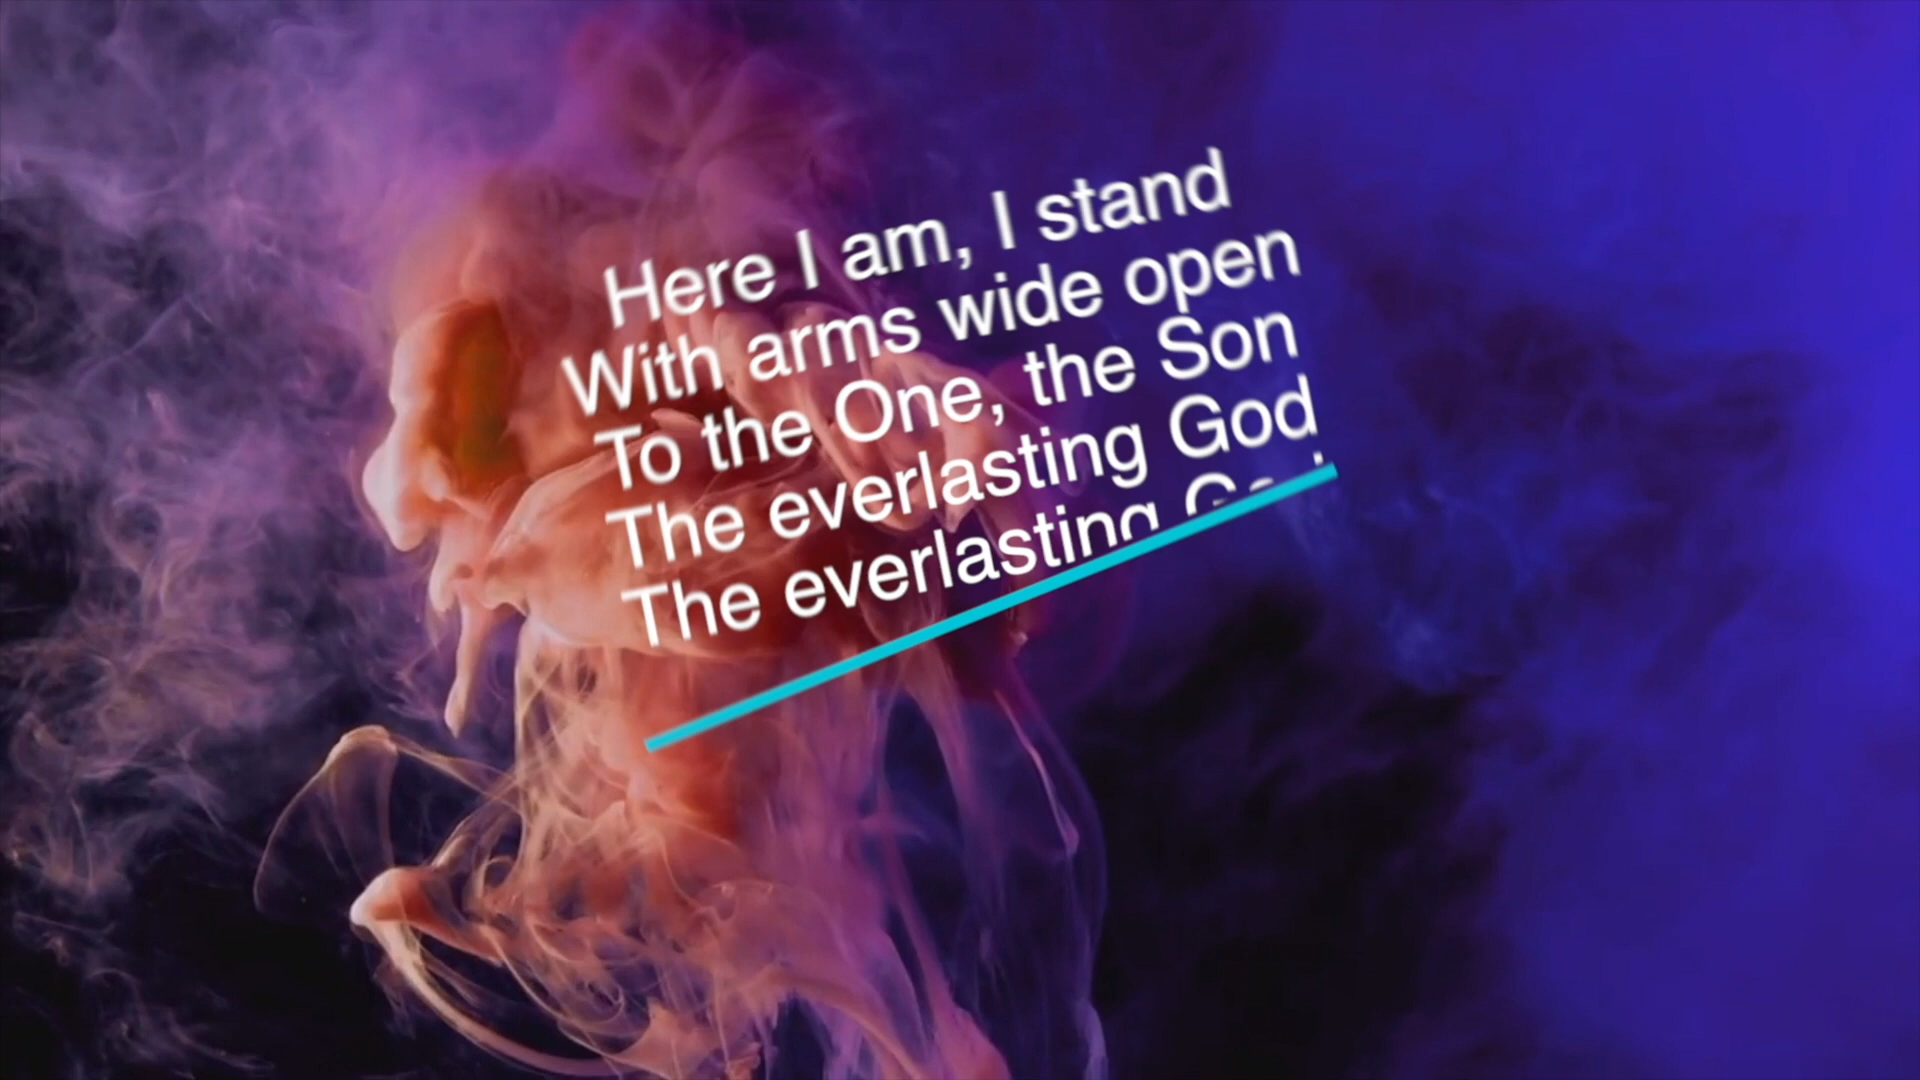 Here I am, I stand
With arms wide open
To the One, the Son
The everlasting God
The everlasting God